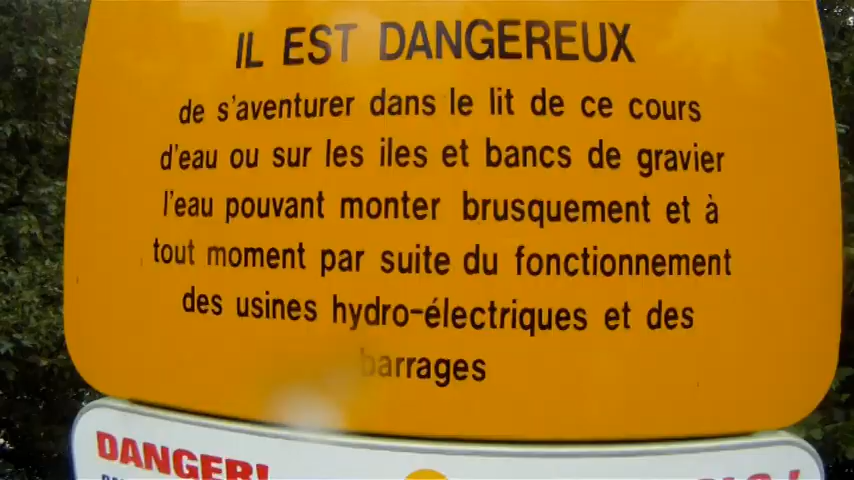 IL EST DANGEREUX
de s'aventurer dans le lit de ce cours
d'eau ou sur les iles et bancs de gravier
l'eau pouvant monter brusquement et à
tout moment par suite du fonctionnement
des usines hydro-électriques et des
barrages
DANGER!